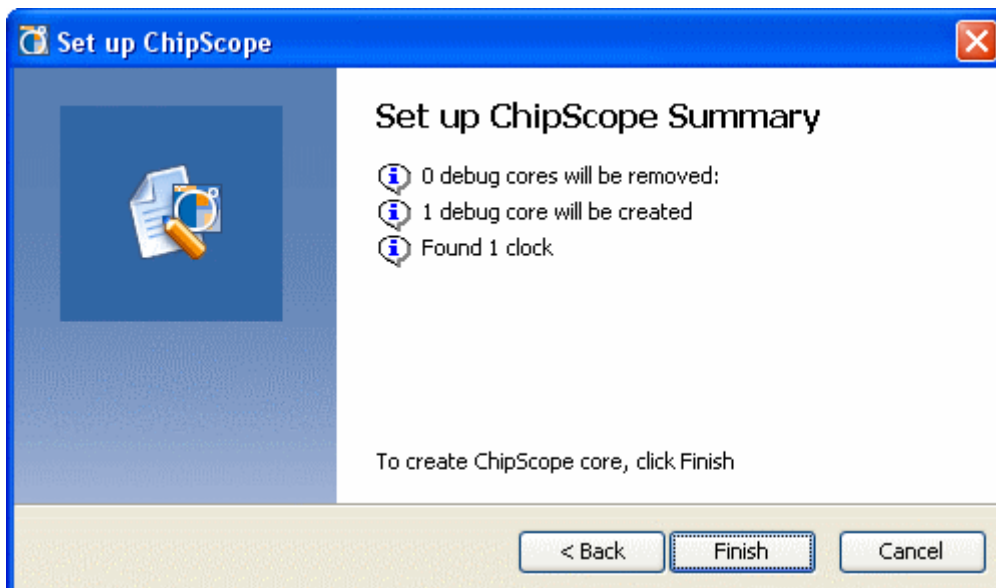 Set up ChipScope
Set up ChipScope Summary
0 debug cores will be removed:
1 debug core will be created
Found 1 clock
To create ChipScope core, click Finish
< Back
Finish
Cancel